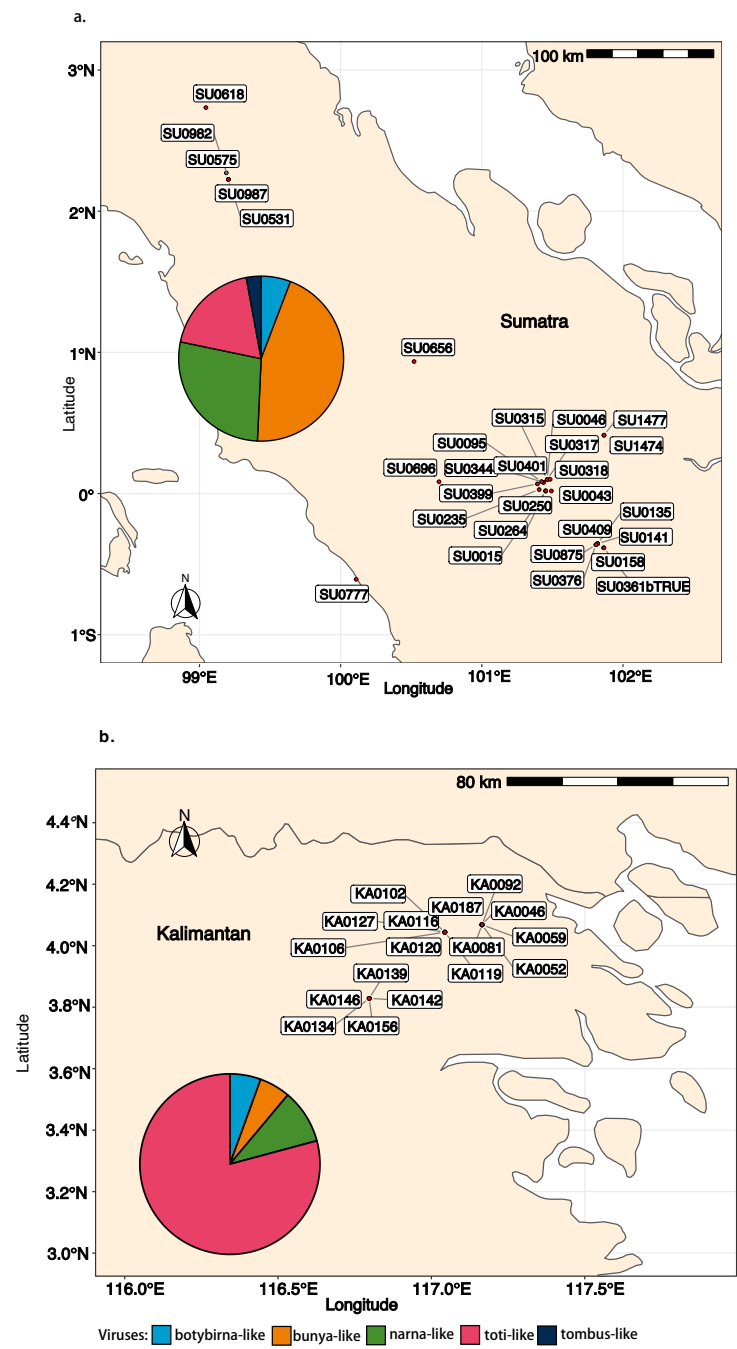 a.
100 km
3°N
SU0618
SU0982
SU0575
SU0987
SU0531
2°N
Sumatra
SU0656
1°N
Latitude
SU0315 SU0046 SU1477
SU0095 SU0317 SU1474
SU0696 SU0344 SU0401 SU0318
SU0399 SU0043
0°
SU0250
SU0235 SU0135
SU0264 SU0409 SU0141
SU0015 SU0875 SU0158
SU0376 SU0361bTRUE
N
SU0777
1°S
99°E 100°E 101°E 102°E
Longitude
b.
80 km
N
4.4°N
4.2°N
KA0092
KA0102
KA0187
KA0046
KA0127 KA0116
Kalimantan
KA0059
4.0°N
KA0106 KA0120 KA0081
KA0052
KA0139 KA0119
3.8°N
KA0146 KA0142
KA0134 KA0156
Latitude
3.6°N
3.4°N
3.2°N
3.0°N
116.0°E 116.5°E 117.0°E 117.5°E
Longitude
Viruses: botybirna-like bunya-like narna-like toti-like tombus-like